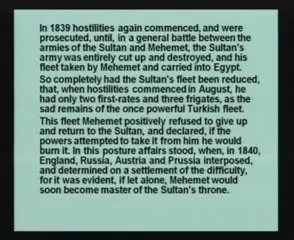 In 1839 hostilities again commenced, and were
prosecuted, until, in a general battle between the
armies of the Sultan and Mehemet, the Sultan's
army was entirely cut up and destroyed, and his
fleet taken by Mehemet and carried into Egypt.
So completely had the Sultan's fleet been reduced,
that, when hostilities commenced in August, he
had only two first-rates and three frigates, as the
sad remains of the once powerful Turkish fleet.
This fleet Mehemet positively refused to give up
and return to the Sultan, and declared, if the
powers attempted to take it from him he would
burn it. In this posture affairs stood, when, in 1840,
England, Russia, Austria and Prussia interposed,
and determined on a settlement of the difficulty,
for it was evident, if let alone, Mehemet would
soon become master of the Sultan's throne.